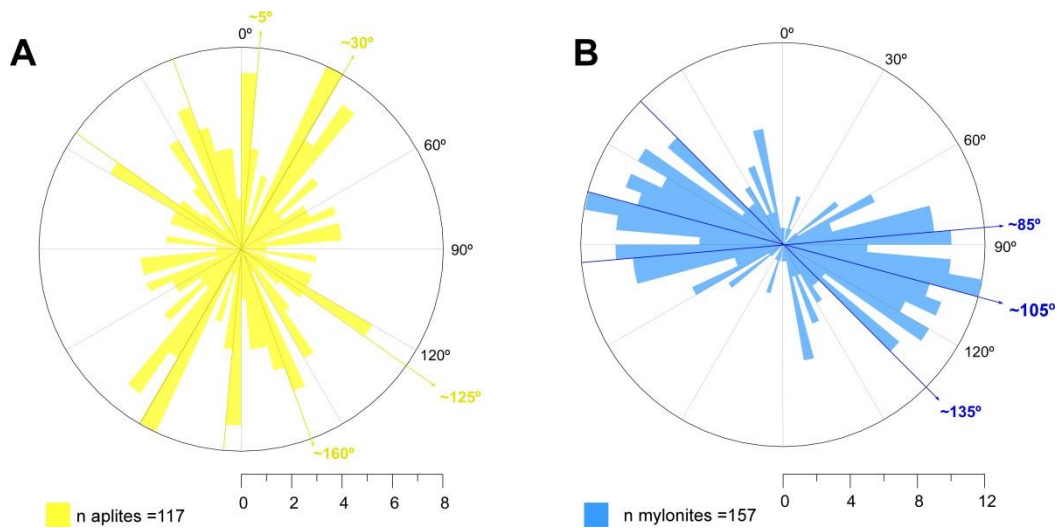 A
0º
~5º
~30º
60º
90º
120º
~125º
~160º
0 2 4 6 8
n aplites =117
B
0º
30º
60º
~85º
90º
~105º
120º
~135º
0 4 8 12
n mylonites =157